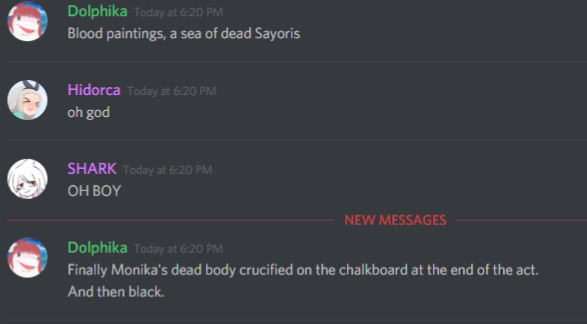 Dolphika Today at 6:20 PM
Blood paintings, a sea of dead Sayoris
Hidorca Today at 6:20 PM
oh god
SHARK Today at 6:20 PM
OH BOY
NEW MESSAGES
Dolphika Today at 6:20 PM
Finally Monika's dead body crucified on the chalkboard at the end of the act.
And then black.